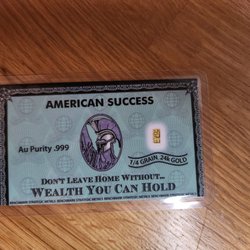 AMERICAN SUCCESS
Au Purity .999
1/4 GRAIN, 24K GOLD
DON'T LEAVE HOME WITHOUT...
WEALTH YOU CAN HOLD